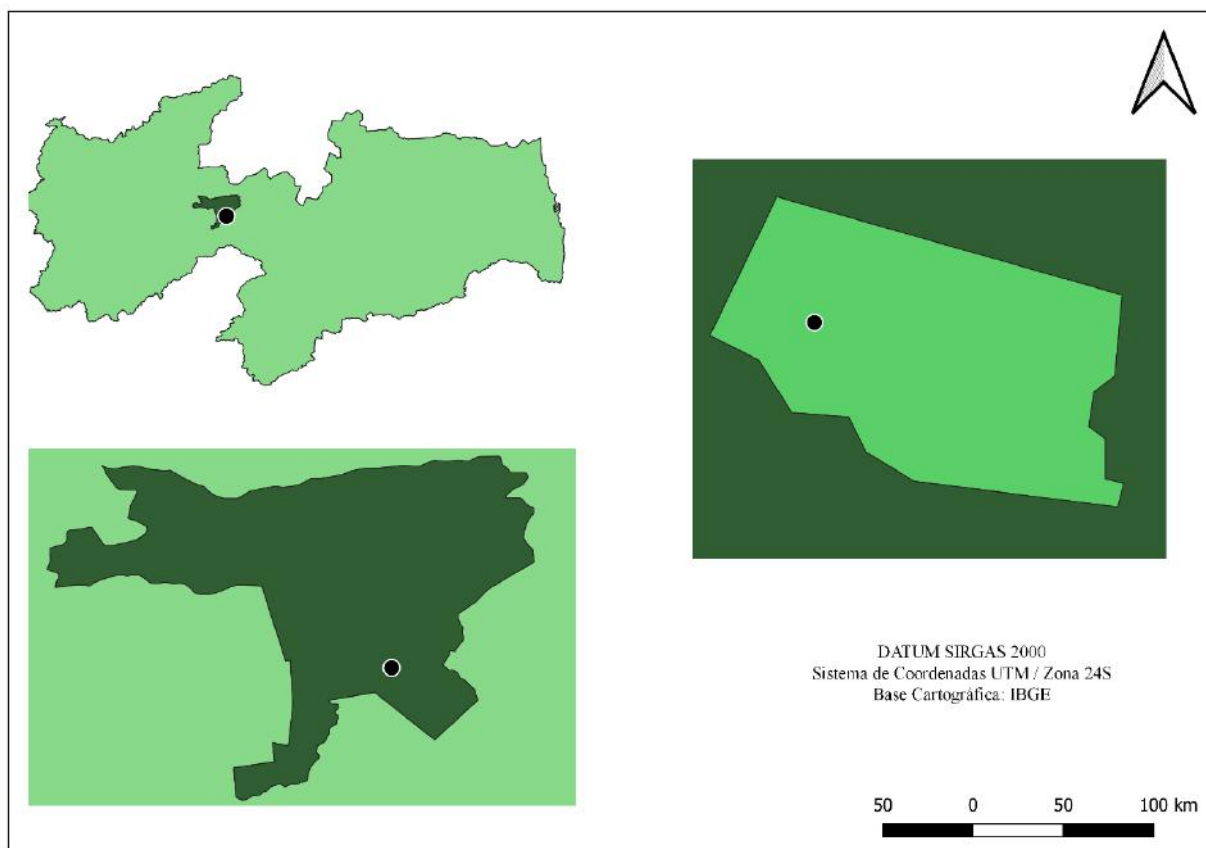 DATUM SIRGAS 2000
Sistema de Coordenadas UTM / Zona 24S
Base Cartográfica: IBGE
50 0 50 100 km